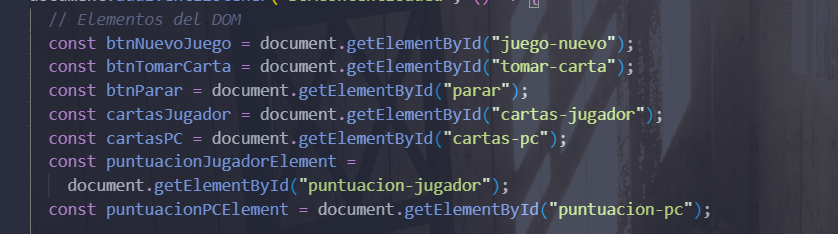 // Elementos del DOM
const btnNuevoJuego = document.getElementById("juego-nuevo");
const btnTomarCarta = document.getElementById("tomar-carta");
const btnParar = document.getElementById("parar");
const cartasJugador = document.getElementById("cartas-jugador");
const cartasPC = document.getElementById("cartas-pc");
const puntuacionJugadorElement =
document.getElementById("puntuacion-jugador");
const puntuacionPCElement = document.getElementById("puntuacion-pc");